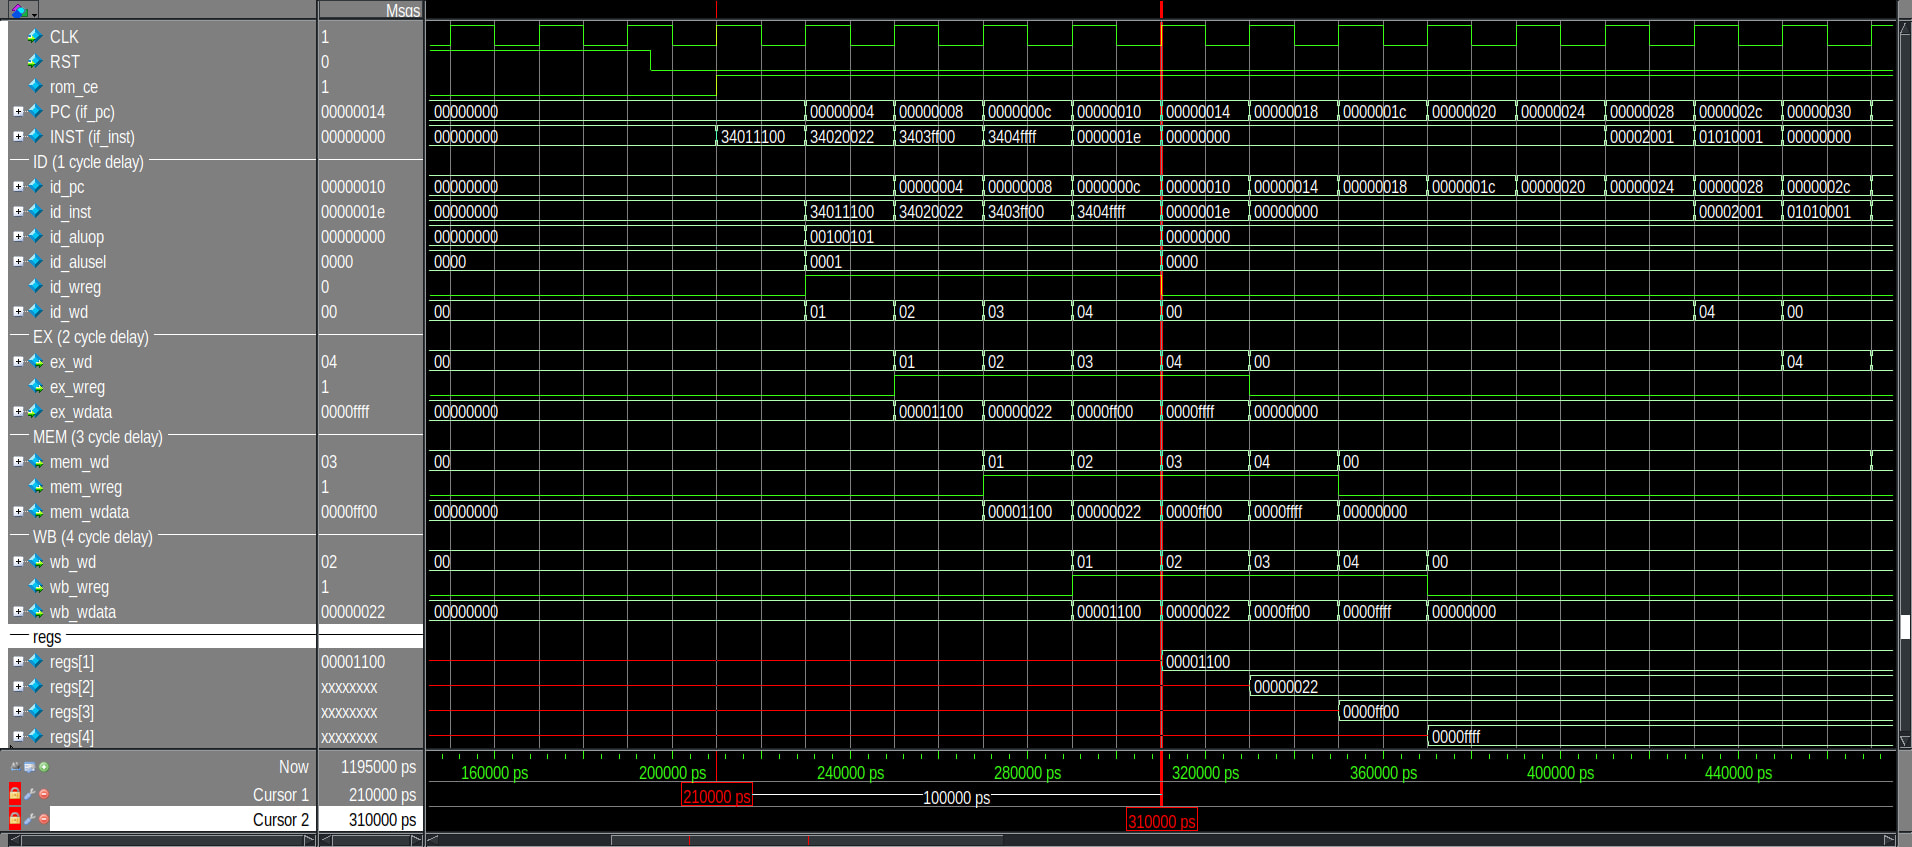 Msgs
CLK 1
RST 0
rom_ce 1
PC (if_pc) 00000014 00000000 00000004 00000008 0000000c 00000010 00000014 00000018 0000001c 00000020 00000024 00000028 0000002c 00000030
INST (if_inst) 00000000 00000000 34011100 34020022 3403ff00 3404ffff 0000001e 00000000 00002001 01010001 00000000
ID (1 cycle delay)
id_pc 00000010 00000000 00000004 00000008 0000000c 00000010 00000014 00000018 0000001c 00000020 00000024 00000028 0000002c
id_inst 0000001e 00000000 34011100 34020022 3403ff00 3404ffff 0000001e 00000000 00002001 01010001
id_aluop 00000000 00000000 00100101 00000000
id_alusel 0000 0000 0001 0000
id_wreg 0
id_wd 00 00 01 02 03 04 00 04 00
EX (2 cycle delay)
ex_wd 04 00 01 02 03 04 00 04
ex_wreg 1
ex_wdata 0000ffff 00000000 00001100 00000022 0000ff00 0000ffff 00000000
MEM (3 cycle delay)
mem_wd 03 00 01 02 03 04 00
mem_wreg 1
mem_wdata 0000ff00 00000000 00001100 00000022 0000ff00 0000ffff 00000000
WB (4 cycle delay)
wb_wd 02 00 01 02 03 04 00
wb_wreg 1
wb_wdata 00000022 00000000 00001100 00000022 0000ff00 0000ffff 00000000
regs
regs[1] 00001100 00001100
regs[2] xxxxxxxx 00000022
regs[3] xxxxxxxx 0000ff00
regs[4] xxxxxxxx 0000ffff
Now 1195000 ps 160000 ps 200000 ps 240000 ps 280000 ps 320000 ps 360000 ps 400000 ps 440000 ps
Cursor 1 210000 ps 210000 ps 100000 ps
Cursor 2 310000 ps 310000 ps